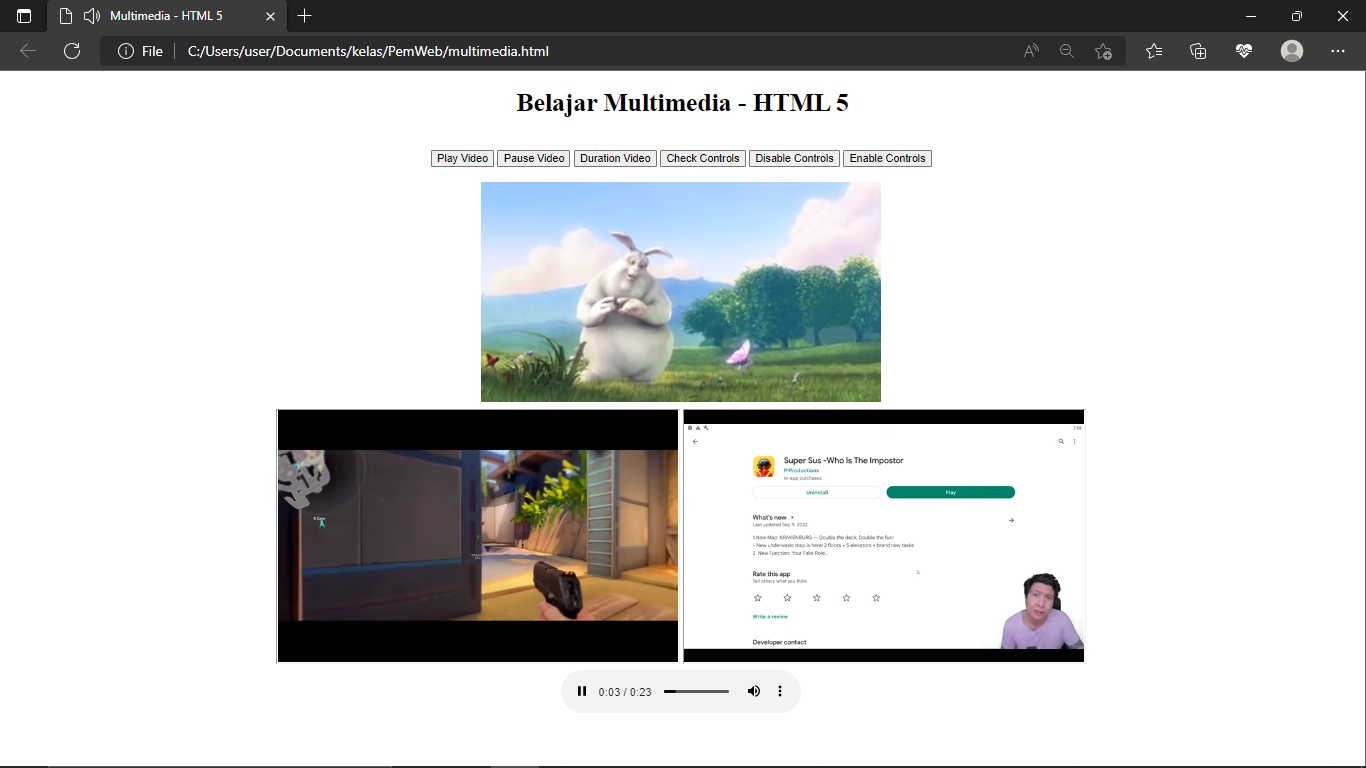 Multimedia - HTML 5
File C:/Users/user/Documents/kelas/PemWeb/multimedia.html
Belajar Multimedia - HTML 5
Play Video Pause Video Duration Video Check Controls Disable Controls Enable Controls
7:58
Super Sus -Who Is The Impostor
PIProductions
In-app purchases
Uninstall Play
What's new
Last updated Sep 9, 2022
1.New Map: KRAKENBURG — Double the deck, Double the fun!
- New underwater map is here! 2 floors + 5 elevators + brand new tasks
2. New Function: Your Fake Role...
Rate this app
Tell others what you think
Write a review
Developer contact
0:03 / 0:23